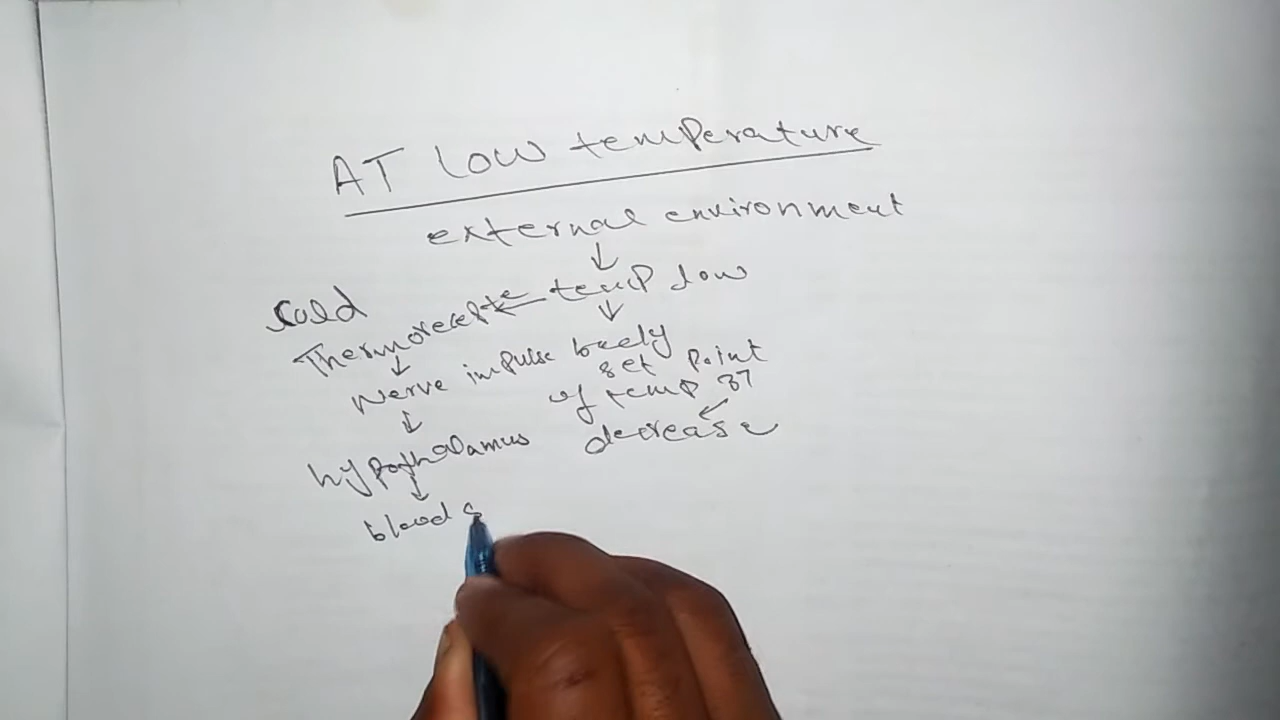 AT low temperature
external environment
↓
temp low
↓
body
set point
of temp 37
decrease
Cold
Thermorecepte
↓
Nerve impulse
↓
hypothalamus
↓
blood s